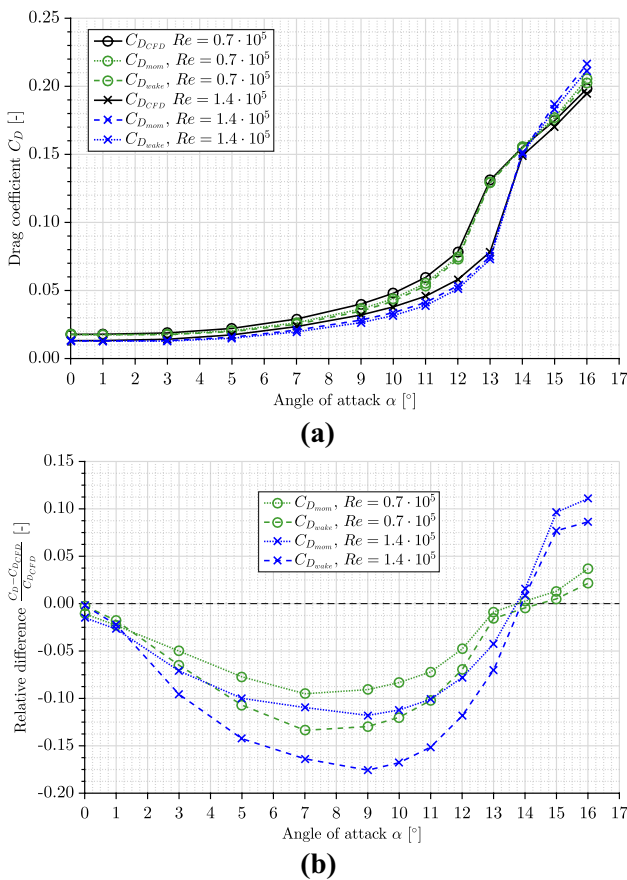 0.25
0.20
0.15
0.10
0.05
0.00
Drag coefficient C_D [-]
C_{D_{CFD}} Re = 0.7 · 10^5
C_{D_{mom}}, Re = 0.7 · 10^5
C_{D_{wake}}, Re = 0.7 · 10^5
C_{D_{CFD}} Re = 1.4 · 10^5
C_{D_{mom}}, Re = 1.4 · 10^5
C_{D_{wake}}, Re = 1.4 · 10^5
0 1 2 3 4 5 6 7 8 9 10 11 12 13 14 15 16 17
Angle of attack α [°]
(a)
0.15
0.10
0.05
0.00
-0.05
-0.10
-0.15
-0.20
Relative difference \frac{C_D - C_{D_{CFD}}}{C_{D_{CFD}}} [-]
C_{D_{mom}}, Re = 0.7 · 10^5
C_{D_{wake}}, Re = 0.7 · 10^5
C_{D_{mom}}, Re = 1.4 · 10^5
C_{D_{wake}}, Re = 1.4 · 10^5
0 1 2 3 4 5 6 7 8 9 10 11 12 13 14 15 16 17
Angle of attack α [°]
(b)